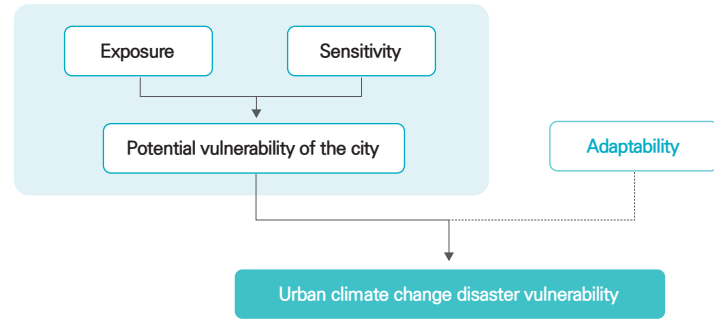 Exposure
Sensitivity
Potential vulnerability of the city
Adaptability
Urban climate change disaster vulnerability